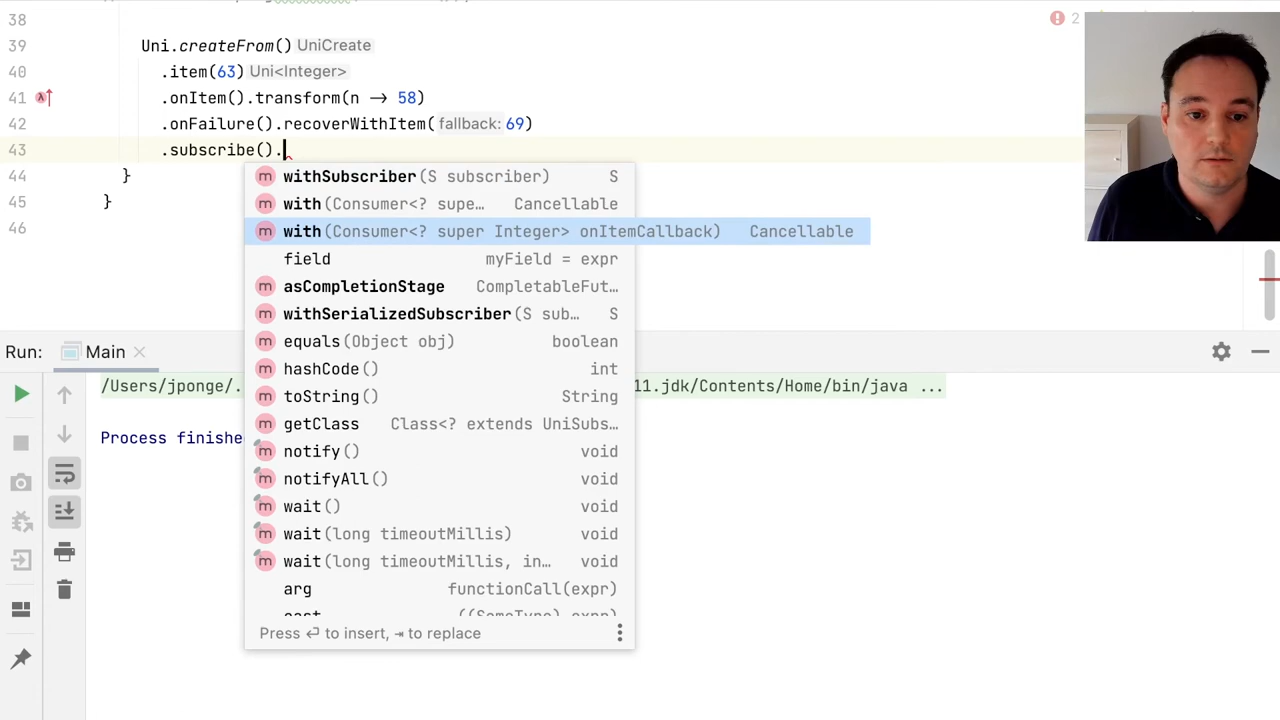 38
39 Uni.createFrom() UniCreate
40 .item(63) Uni<Integer>
41 .onItem().transform(n → 58)
42 .onFailure().recoverWithItem( fallback: 69)
43 .subscribe().
44 }
45 }
46
2
withSubscriber(S subscriber) S
with(Consumer<? supe… Cancellable
with(Consumer<? super Integer> onItemCallback) Cancellable
field myField = expr
asCompletionStage CompletableFut…
withSerializedSubscriber(S sub… S
equals(Object obj) boolean
hashCode() int
toString() String
getClass Class<? extends UniSubs…
notify() void
notifyAll() void
wait() void
wait(long timeoutMillis) void
wait(long timeoutMillis, in… void
arg functionCall(expr)
Press ⏎ to insert, ⇥ to replace
Run: Main
/Users/jponge/. 11.jdk/Contents/Home/bin/java ...
Process finishe